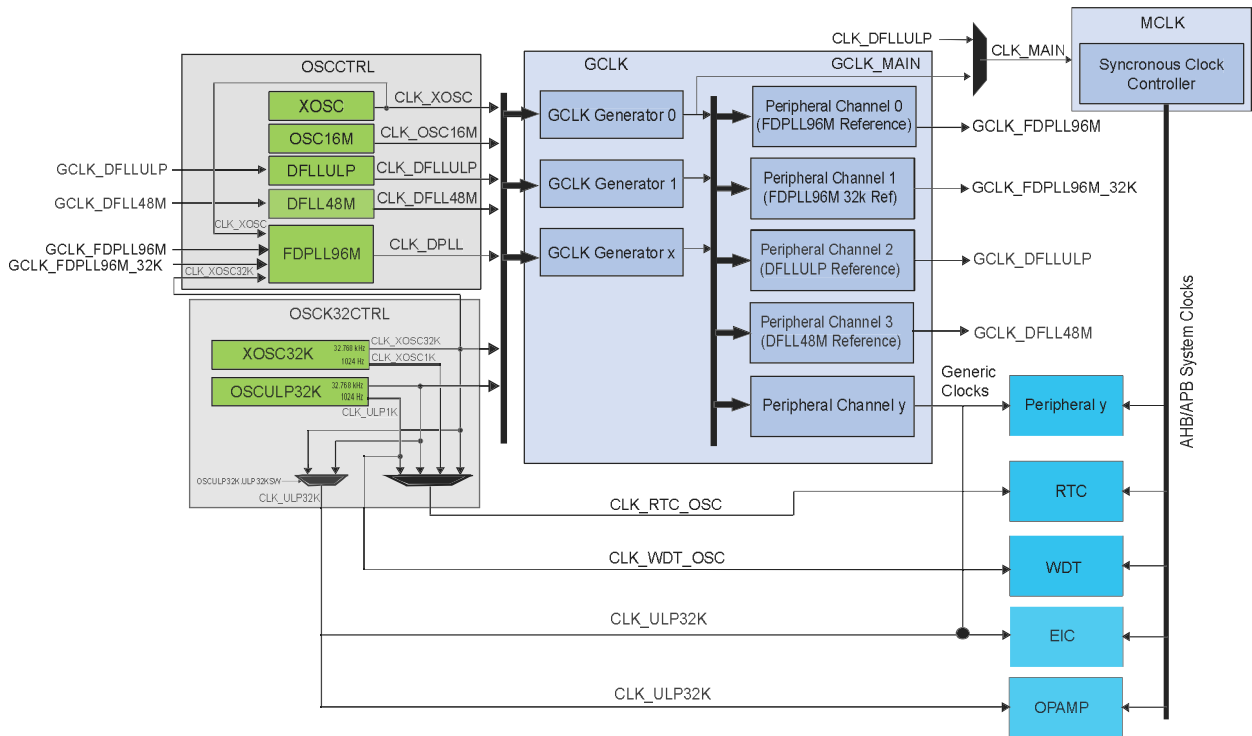 MCLK
Syncronous Clock
Controller
CLK_DFLLULP
CLK_MAIN
GCLK_MAIN
OSCCTRL
XOSC
CLK_XOSC
OSC16M
CLK_OSC16M
GCLK_DFLLULP
DFLLULP
CLK_DFLLULP
GCLK_DFLL48M
DFLL48M
CLK_DFLL48M
CLK_XOSC
GCLK_FDPLL96M
GCLK_FDPLL96M_32K
CLK_XOSC32K
FDPLL96M
CLK_DPLL
GCLK
GCLK Generator 0
GCLK Generator 1
GCLK Generator x
Peripheral Channel 0
(FDPLL96M Reference)
GCLK_FDPLL96M
Peripheral Channel 1
(FDPLL96M 32k Ref)
GCLK_FDPLL96M_32K
Peripheral Channel 2
(DFLLULP Reference)
GCLK_DFLLULP
Peripheral Channel 3
(DFLL48M Reference)
GCLK_DFLL48M
Peripheral Channel y
Generic
Clocks
OSCK32CTRL
XOSC32K
32.768 kHz
1024 Hz
CLK_XOSC32K
CLK_XOSC1K
OSCULP32K
32.768 kHz
1024 Hz
CLK_ULP1K
OSCULP32K.ULP32KSW
CLK_ULP32K
AHB/APB System Clocks
Peripheral y
CLK_RTC_OSC
RTC
CLK_WDT_OSC
WDT
CLK_ULP32K
EIC
CLK_ULP32K
OPAMP